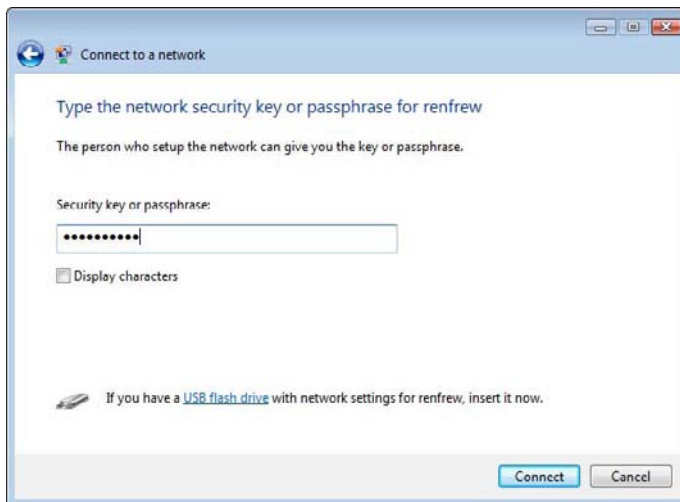 Connect to a network
Type the network security key or passphrase for renfrew
The person who setup the network can give you the key or passphrase.
Security key or passphrase:
••••••••••
Display characters
If you have a USB flash drive with network settings for renfrew, insert it now.
Connect Cancel